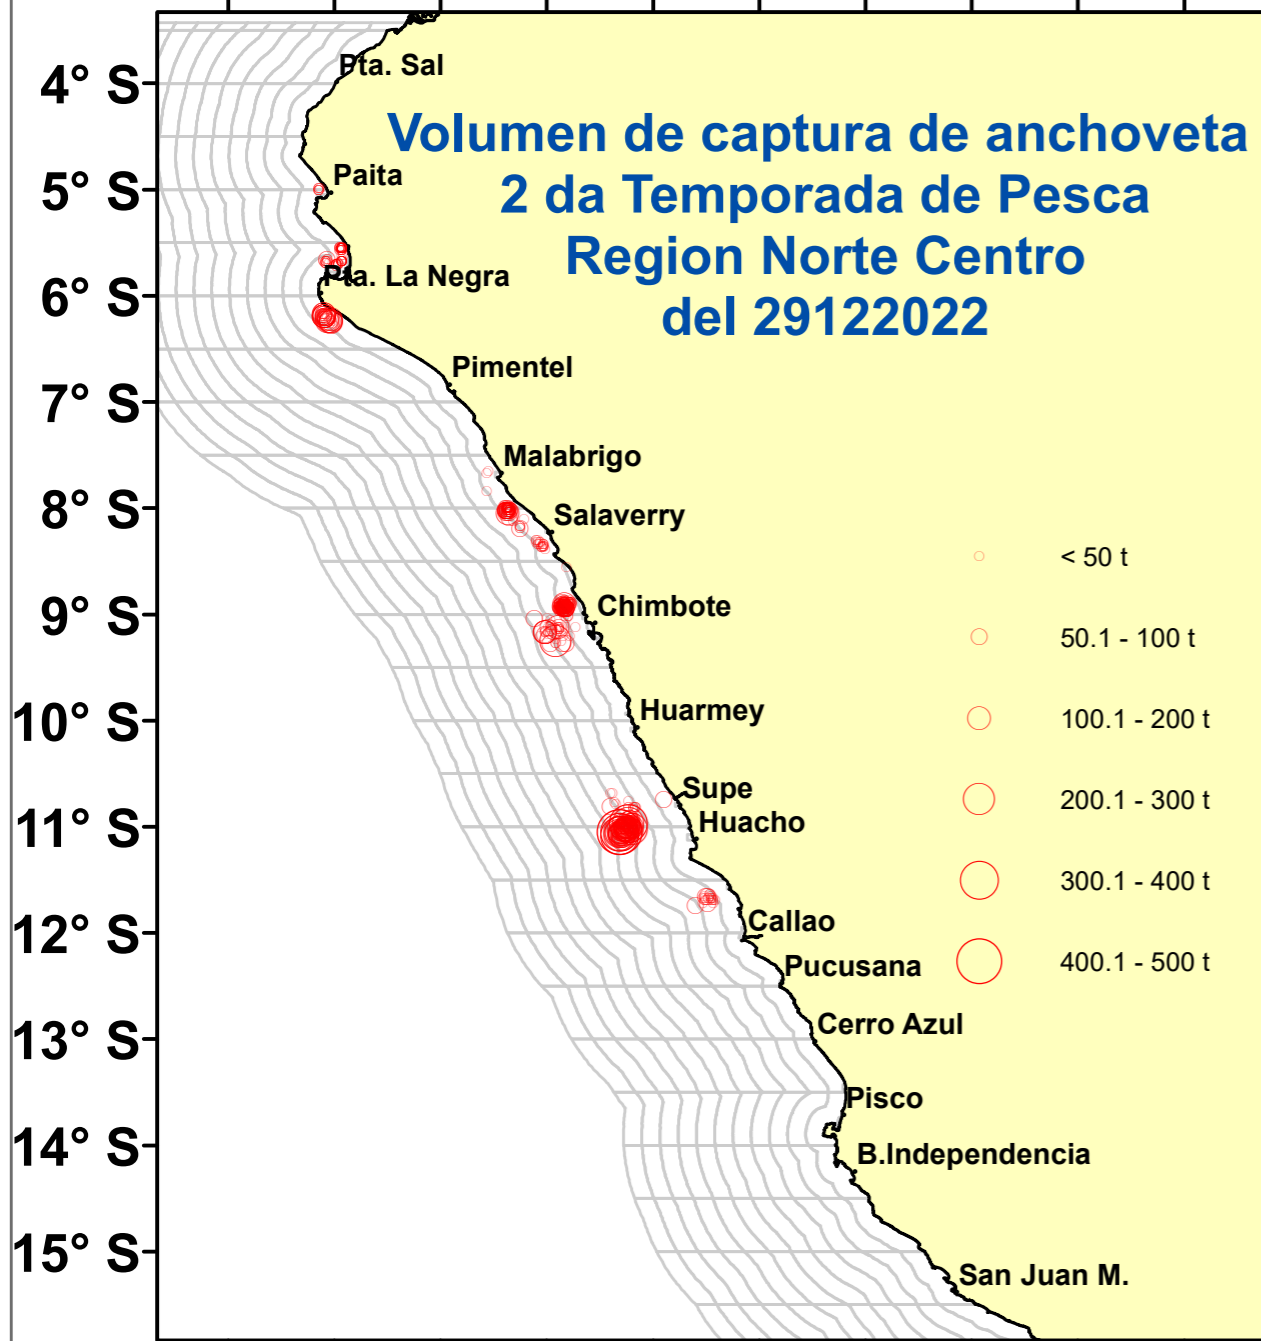 4° S
5° S
6° S
7° S
8° S
9° S
10° S
11° S
12° S
13° S
14° S
15° S
Volumen de captura de anchoveta
2 da Temporada de Pesca
Region Norte Centro
del 29122022
Pta. Sal
Paita
Pta. La Negra
Pimentel
Malabrigo
Salaverry
Chimbote
Huarmey
Supe
Huacho
Callao
Pucusana
Cerro Azul
Pisco
B.Independencia
San Juan M.
< 50 t
50.1 - 100 t
100.1 - 200 t
200.1 - 300 t
300.1 - 400 t
400.1 - 500 t